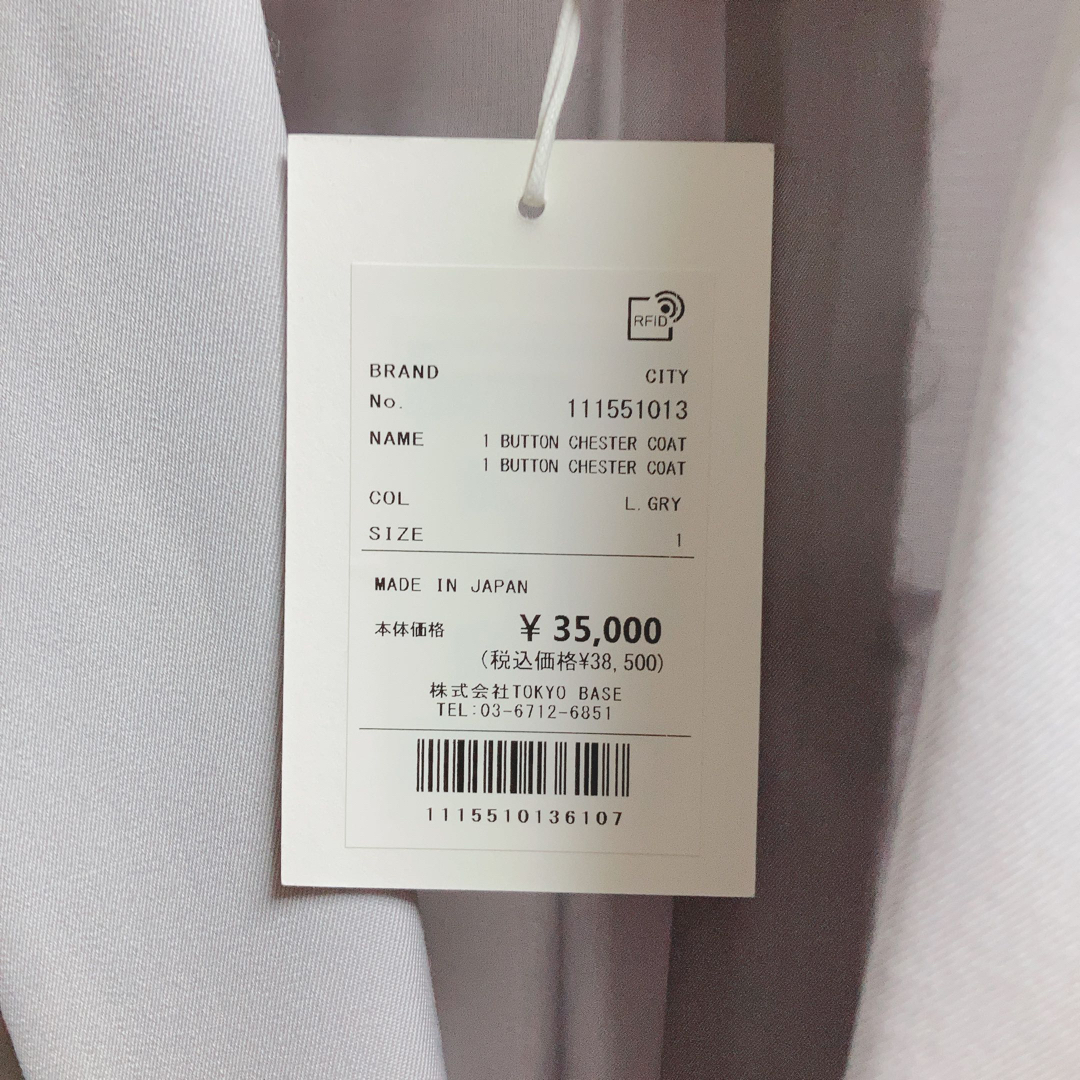 RFID
BRAND CITY
No. 111551013
NAME 1 BUTTON CHESTER COAT
1 BUTTON CHESTER COAT
COL L.GRY
SIZE 1
MADE IN JAPAN
本体価格 ¥ 35,000
(税込価格¥38,500)
株式会社TOKYO BASE
TEL:03-6712-6851
1115510136107